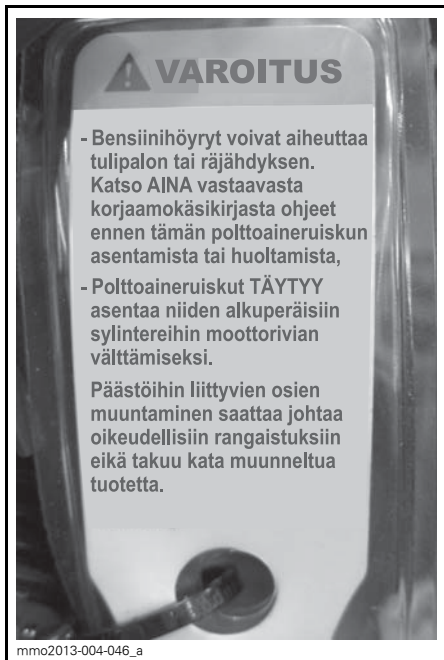 VAROITUS
- Bensiinihöyryt voivat aiheuttaa
tulipalon tai räjähdyksen.
Katso AINA vastaavasta
korjaamokäsikirjasta ohjeet
ennen tämän polttoaineruiskun
asentamista tai huoltamista,
- Polttoaineruiskut TÄYTYY
asentaa niiden alkuperäisiin
sylintereihin moottorivian
välttämiseksi.
Päästöihin liittyvien osien
muuntaminen saattaa johtaa
oikeudellisiin rangaistuksiin
eikä takuu kata muunneltua
tuotetta.
mmo2013-004-046_a